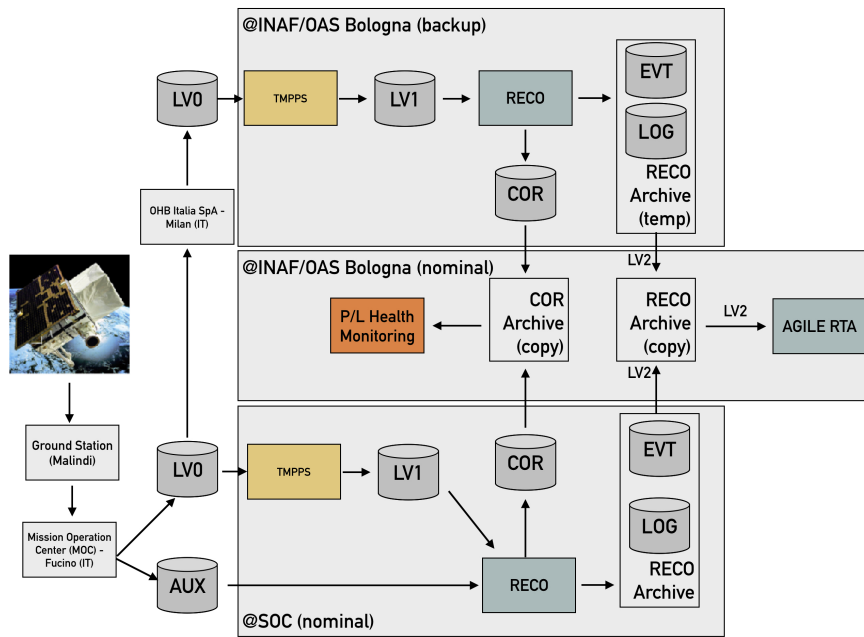 @INAF/OAS Bologna (backup)
LV0
TMPPS
LV1
RECO
EVT
LOG
RECO
Archive
(temp)
COR
OHB Italia SpA -
Milan (IT)
LV2
@INAF/OAS Bologna (nominal)
P/L Health
Monitoring
COR
Archive
(copy)
RECO
Archive
(copy)
LV2
AGILE RTA
LV2
Ground Station
(Malindi)
LV0
TMPPS
LV1
COR
EVT
LOG
RECO
Archive
Mission Operation
Center (MOC) -
Fucino (IT)
AUX
RECO
@SOC (nominal)